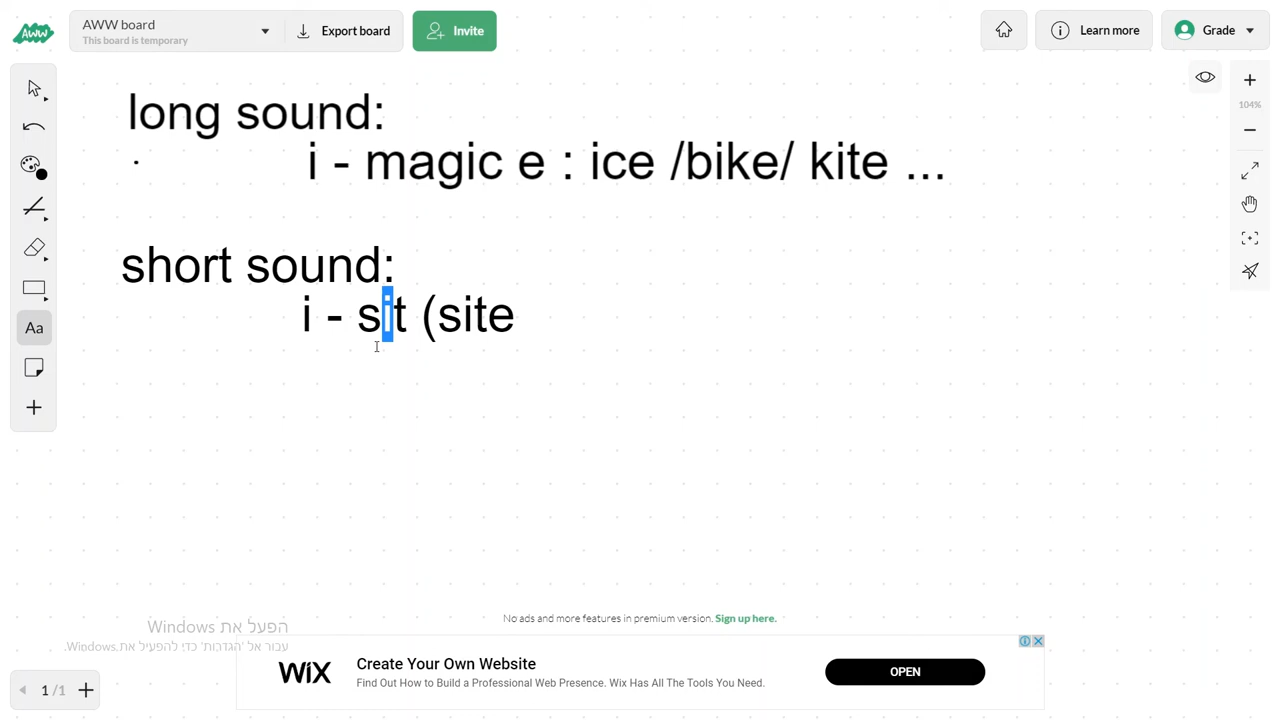 AWW
AWW board
This board is temporary
Export board
Invite
Learn more
Grade
104%
long sound:
i - magic e : ice /bike/ kite ...
short sound:
i - sit (site
Aa
No ads and more features in premium version. Sign up here.
הפעל את Windows
עבור אל 'הגדרות' כדי להפעיל את Windows.
WIX
Create Your Own Website
Find Out How to Build a Professional Web Presence. Wix Has All The Tools You Need.
OPEN
1 /1